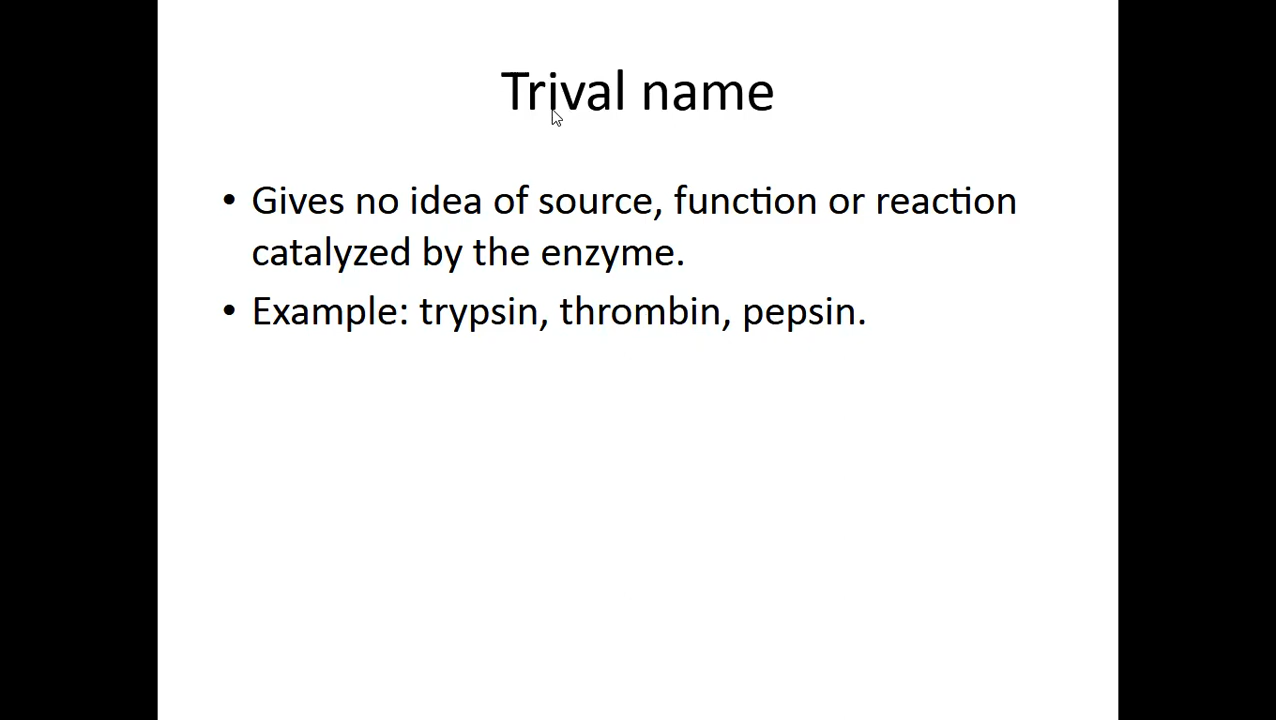 Trival name
• Gives no idea of source, function or reaction
catalyzed by the enzyme.
• Example: trypsin, thrombin, pepsin.